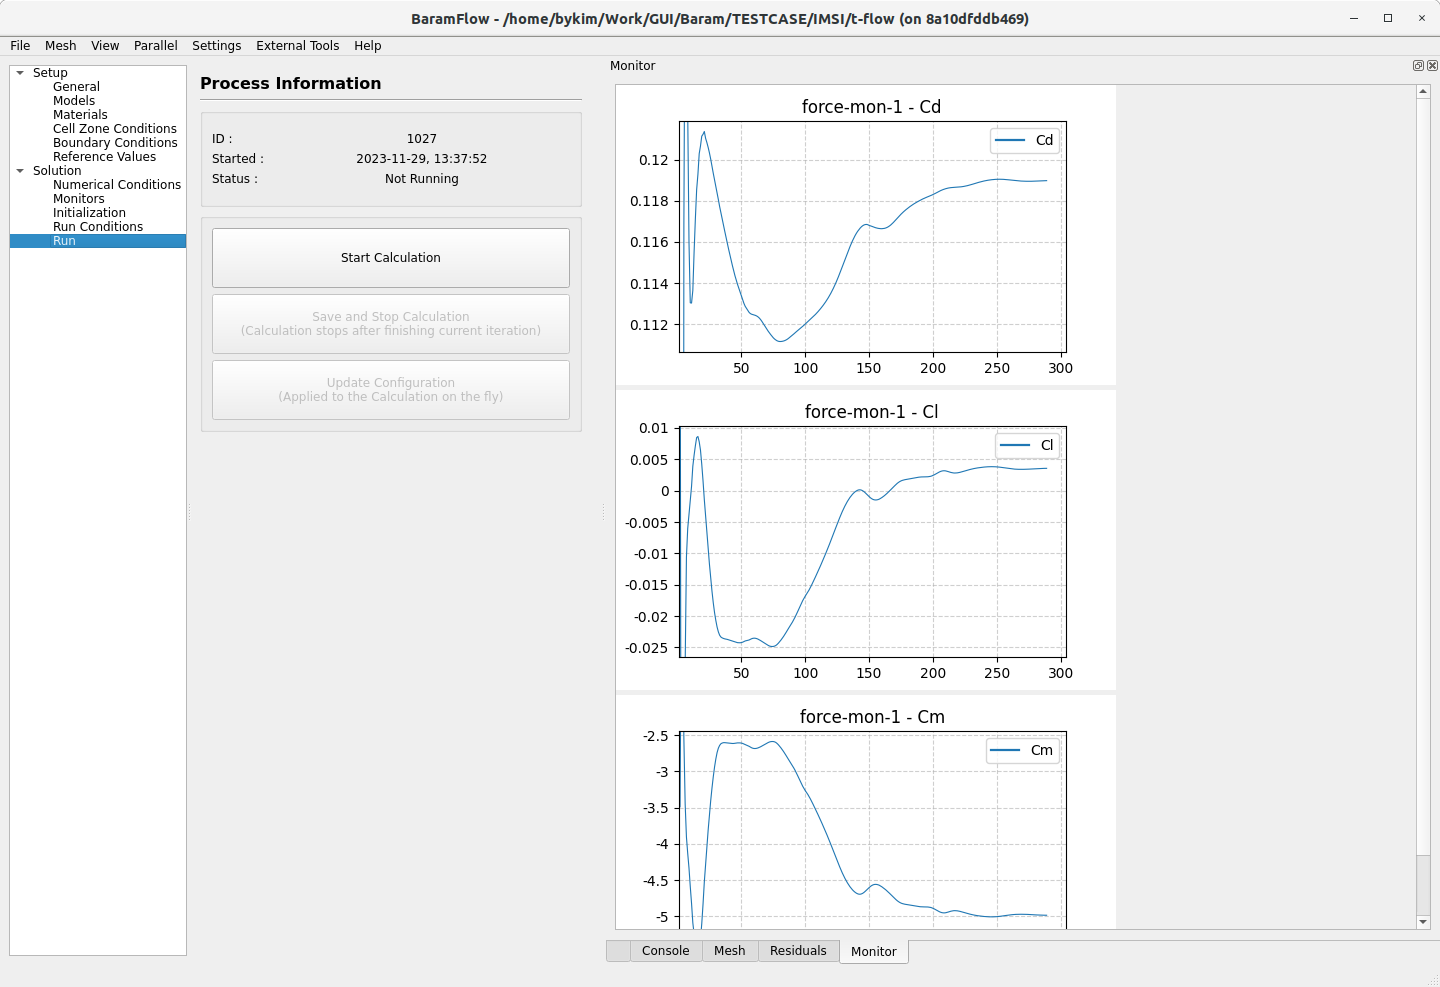 BaramFlow - /home/bykim/Work/GUI/Baram/TESTCASE/IMSI/t-flow (on 8a10dfddb469)
File Mesh View Parallel Settings External Tools Help
Setup
General
Models
Materials
Cell Zone Conditions
Boundary Conditions
Reference Values
Solution
Numerical Conditions
Monitors
Initialization
Run Conditions
Run
Process Information
ID : 1027
Started : 2023-11-29, 13:37:52
Status : Not Running
Start Calculation
Save and Stop Calculation
(Calculation stops after finishing current iteration)
Update Configuration
(Applied to the Calculation on the fly)
Monitor
force-mon-1 - Cd
Cd
0.12
0.118
0.116
0.114
0.112
50 100 150 200 250 300
force-mon-1 - Cl
Cl
0.01
0.005
0
-0.005
-0.01
-0.015
-0.02
-0.025
50 100 150 200 250 300
force-mon-1 - Cm
Cm
-2.5
-3
-3.5
-4
-4.5
-5
Console Mesh Residuals Monitor